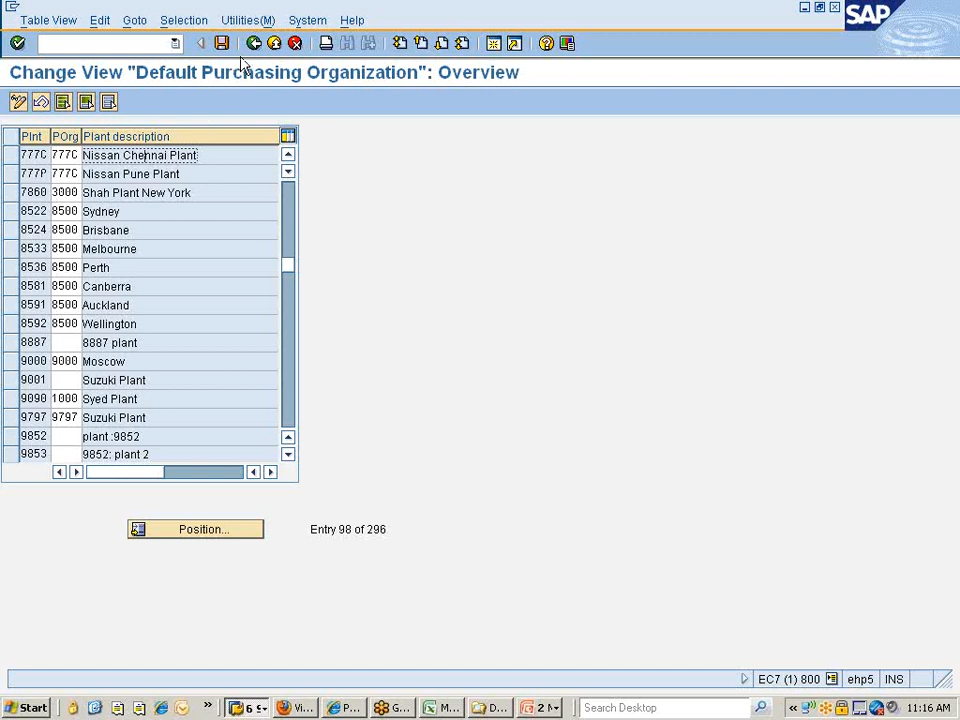 Table View Edit Goto Selection Utilities(M) System Help
SAP
Change View "Default Purchasing Organization": Overview
Plnt POrg Plant description
777C 777C Nissan Chennai Plant
777P 777C Nissan Pune Plant
7860 3000 Shah Plant New York
8522 8500 Sydney
8524 8500 Brisbane
8533 8500 Melbourne
8536 8500 Perth
8581 8500 Canberra
8591 8500 Auckland
8592 8500 Wellington
8887 8887 plant
9000 9000 Moscow
9001 Suzuki Plant
9090 1000 Syed Plant
9797 9797 Suzuki Plant
9852 plant :9852
9853 9852: plant 2
Position... Entry 98 of 296
EC7 (1) 800 ehp5 INS
Start » 6 S... Vi... P... G... M... D... 2 M Search Desktop « 11:16 AM